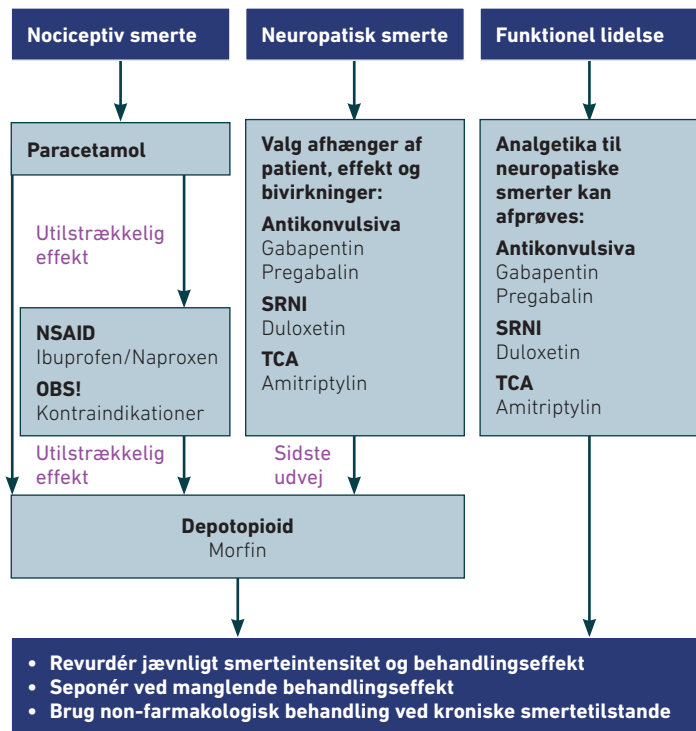 Nociceptiv smerte
Paracetamol
Utilstrækkelig
effekt
NSAID
Ibuprofen/Naproxen
OBS!
Kontraindikationer
Utilstrækkelig
effekt
Neuropatisk smerte
Valg afhænger af
patient, effekt og
bivirkninger:
Antikonvulsiva
Gabapentin
Pregabalin
SRNI
Duloxetin
TCA
Amitriptylin
Sidste
udvej
Depotopioid
Morfin
Funktionel lidelse
Analgetika til
neuropatiske
smerter kan
afprøves:
Antikonvulsiva
Gabapentin
Pregabalin
SRNI
Duloxetin
TCA
Amitriptylin
• Revurdér jævnligt smerteintensitet og behandlingseffekt
• Seponér ved manglende behandlingseffekt
• Brug non-farmakologisk behandling ved kroniske smertetilstande